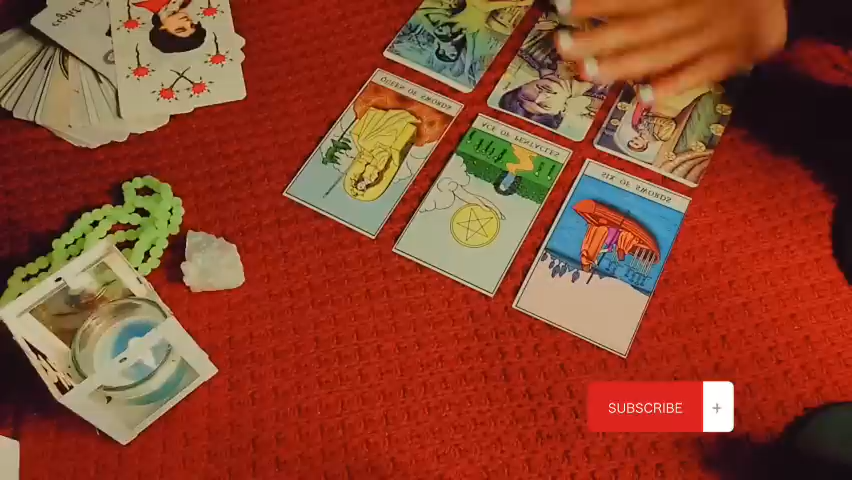 QUEEN OF SWORDS
ACE OF PENTACLES
SIX OF SWORDS
SUBSCRIBE +